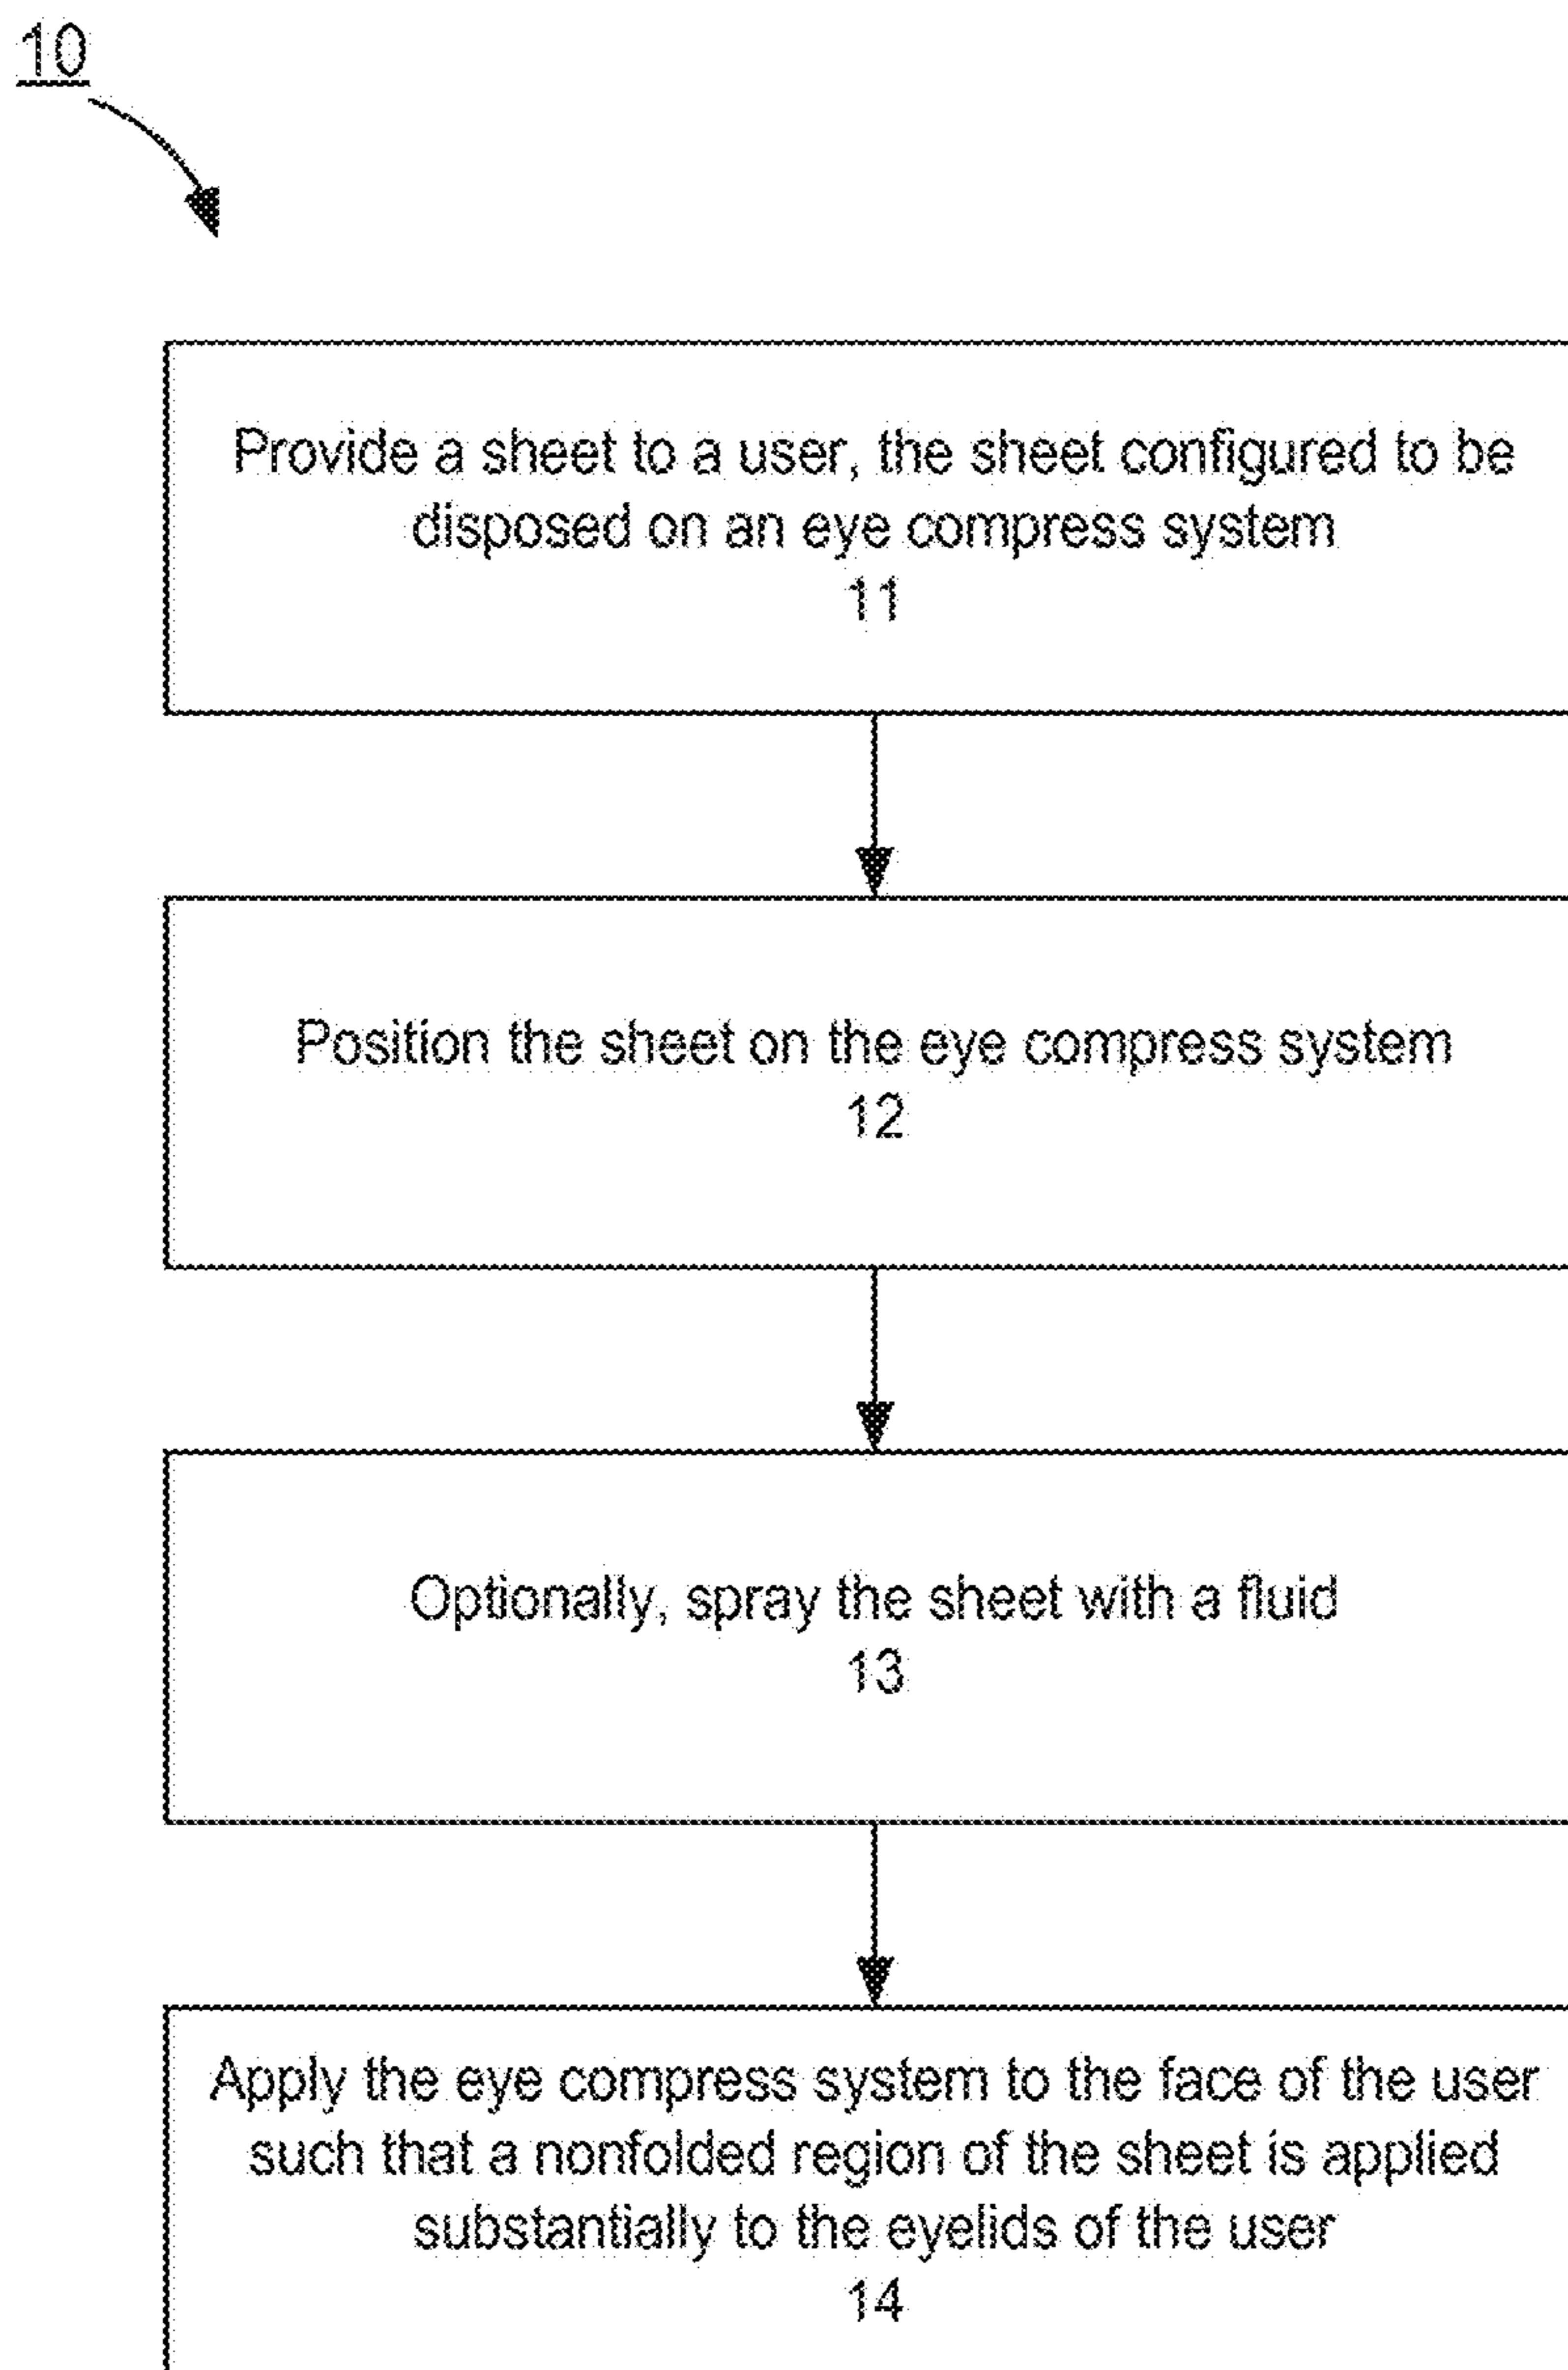 10
Provide a sheet to a user, the sheet configured to be
disposed on an eye compress system
11
Position the sheet on the eye compress system
12
Optionally, spray the sheet with a fluid
13
Apply the eye compress system to the face of the user
such that a nonfolded region of the sheet is applied
substantially to the eyelids of the user
14